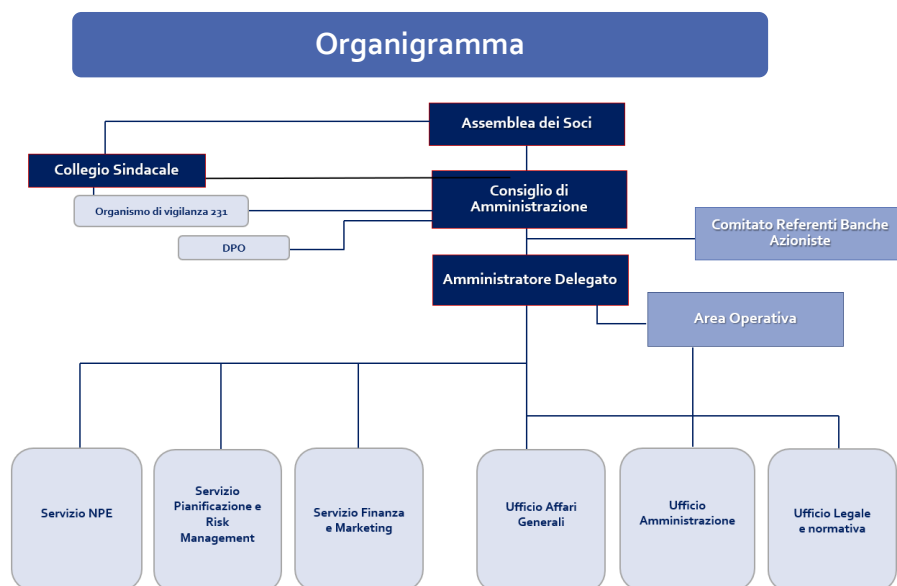 Organigramma
Assemblea dei Soci
Collegio Sindacale
Consiglio di
Amministrazione
Organismo di vigilanza 231
Comitato Referenti Banche
Azioniste
DPO
Amministratore Delegato
Area Operativa
Servizio NPE
Servizio
Pianificazione e
Risk
Management
Servizio Finanza
e Marketing
Ufficio Affari
Generali
Ufficio
Amministrazione
Ufficio Legale
e normativa